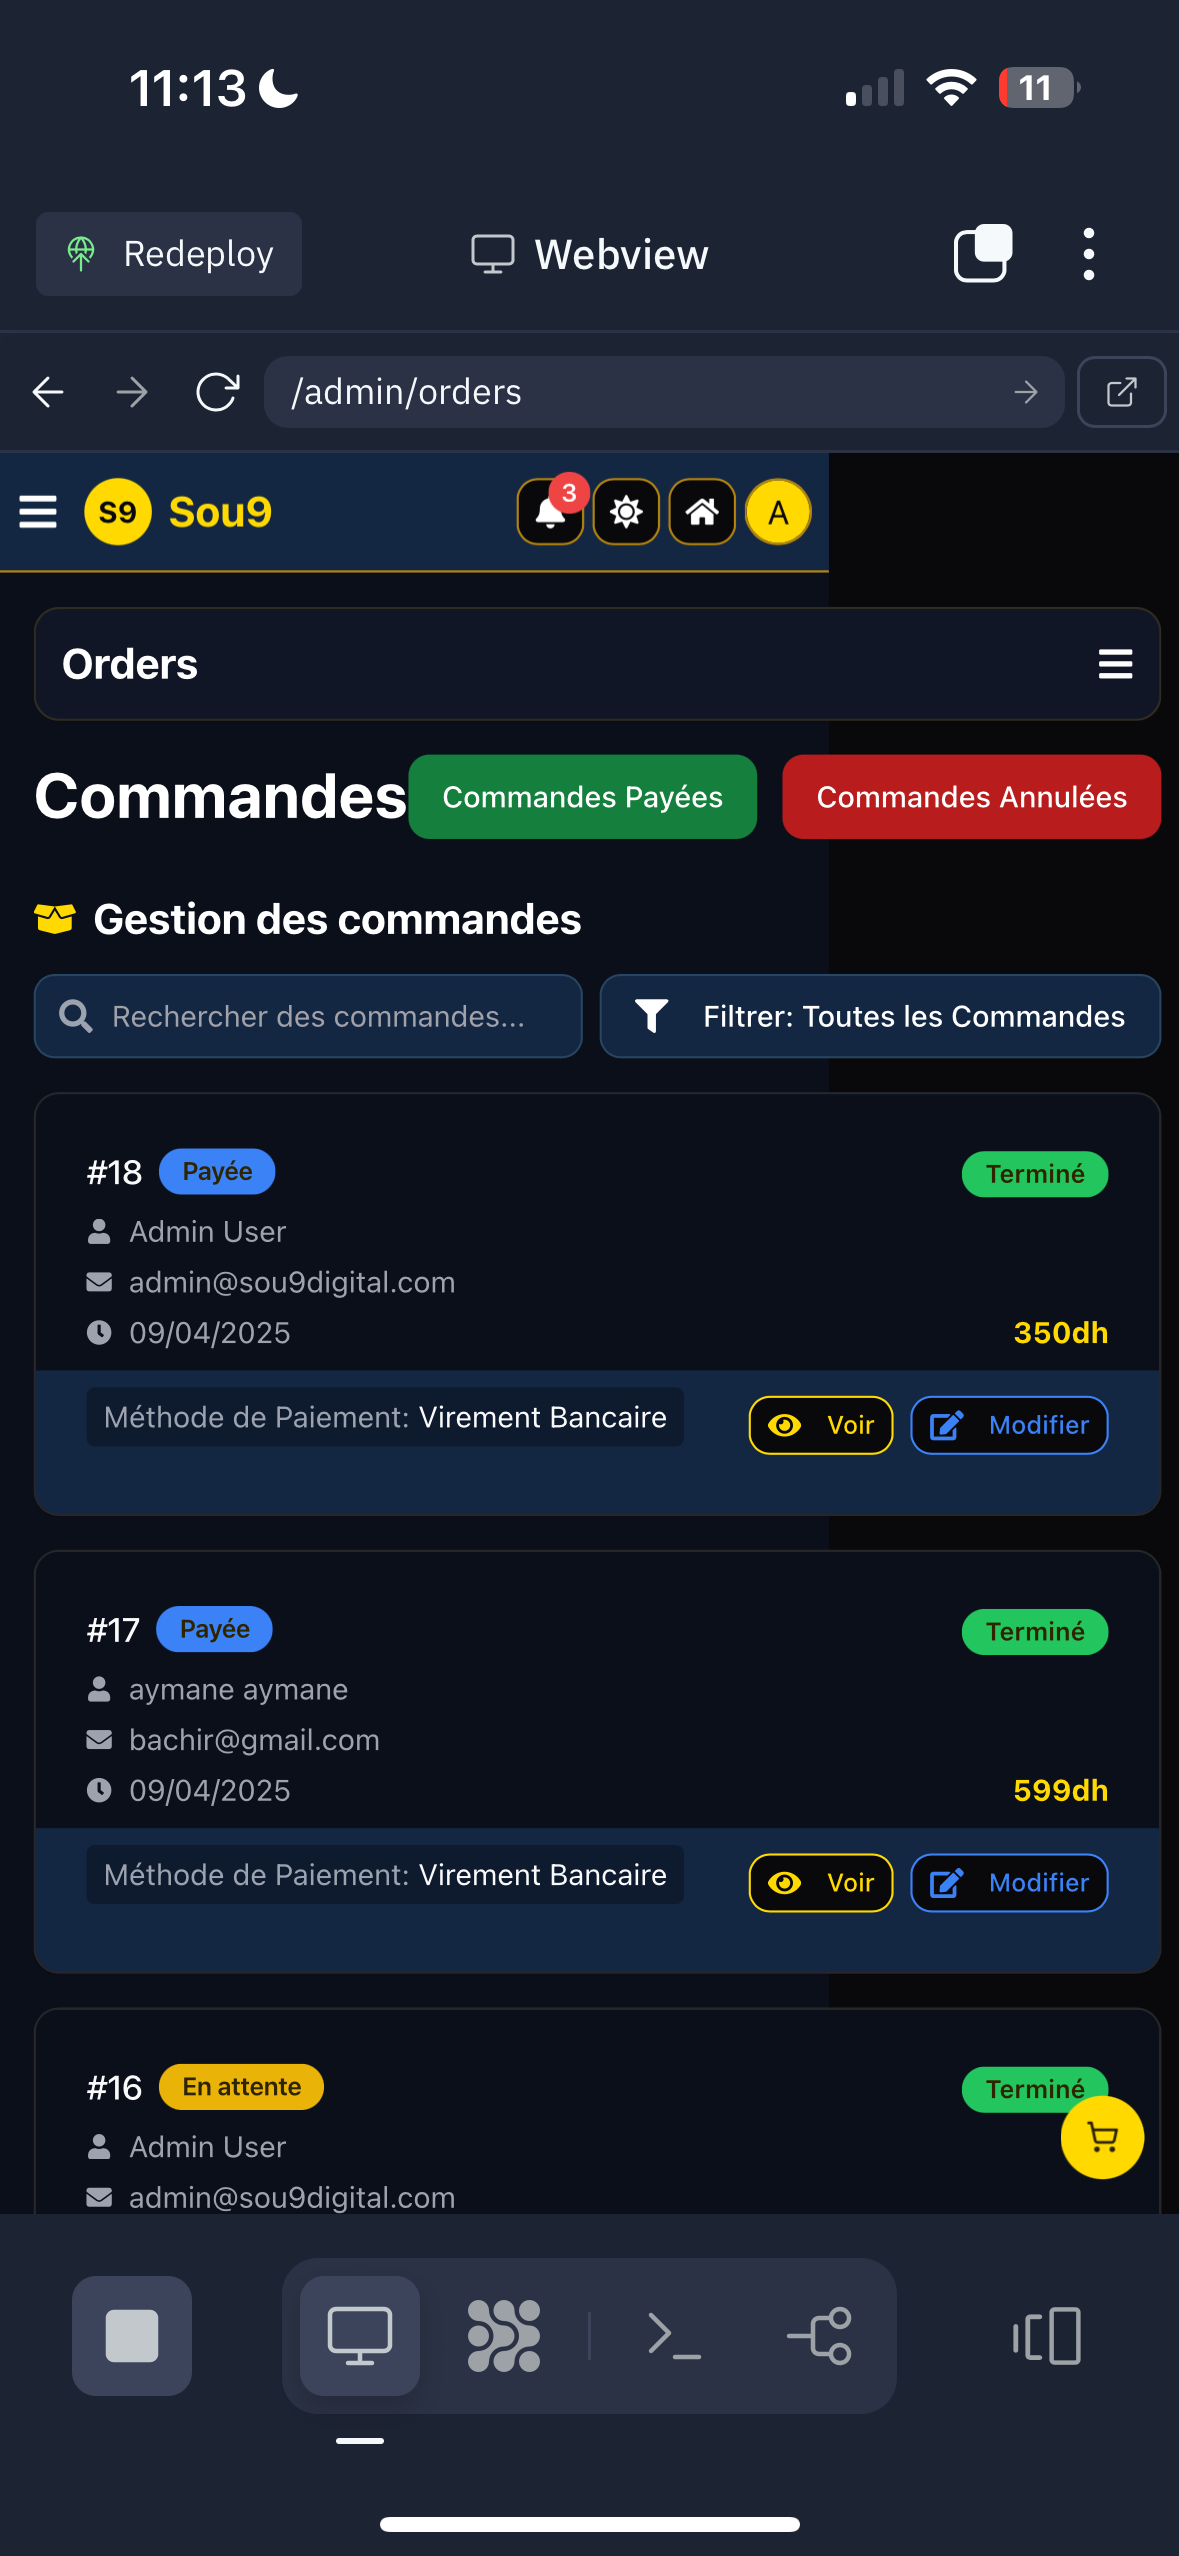 11:13
11
Redeploy
Webview
/admin/orders
S9 Sou9
3
A
Orders
Commandes
Commandes Payées
Commandes Annulées
Gestion des commandes
Rechercher des commandes...
Filtrer: Toutes les Commandes
#18 Payée
Terminé
Admin User
admin@sou9digital.com
09/04/2025
350dh
Méthode de Paiement: Virement Bancaire
Voir
Modifier
#17 Payée
Terminé
aymane aymane
bachir@gmail.com
09/04/2025
599dh
Méthode de Paiement: Virement Bancaire
Voir
Modifier
#16 En attente
Terminé
Admin User
admin@sou9digital.com